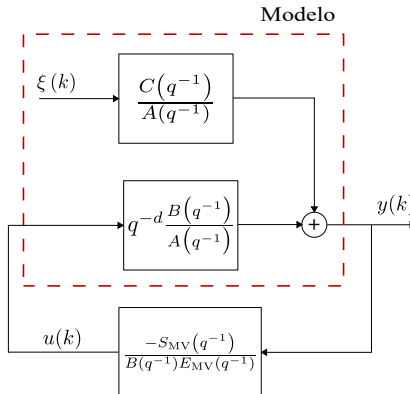 Modelo
ξ(k)
C(q⁻¹)
A(q⁻¹)
q⁻ᵈ B(q⁻¹)
A(q⁻¹)
+
y(k)
u(k)
-S_MV(q⁻¹)
B(q⁻¹)E_MV(q⁻¹)